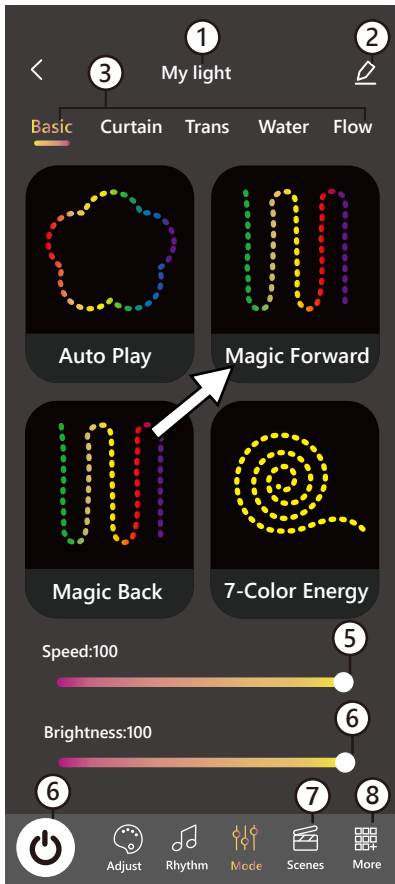 1
2
3
My light
Basic Curtain Trans Water Flow
Auto Play
Magic Forward
Magic Back
7-Color Energy
5
Speed:100
6
Brightness:100
6
7
8
Adjust Rhythm Mode Scenes More